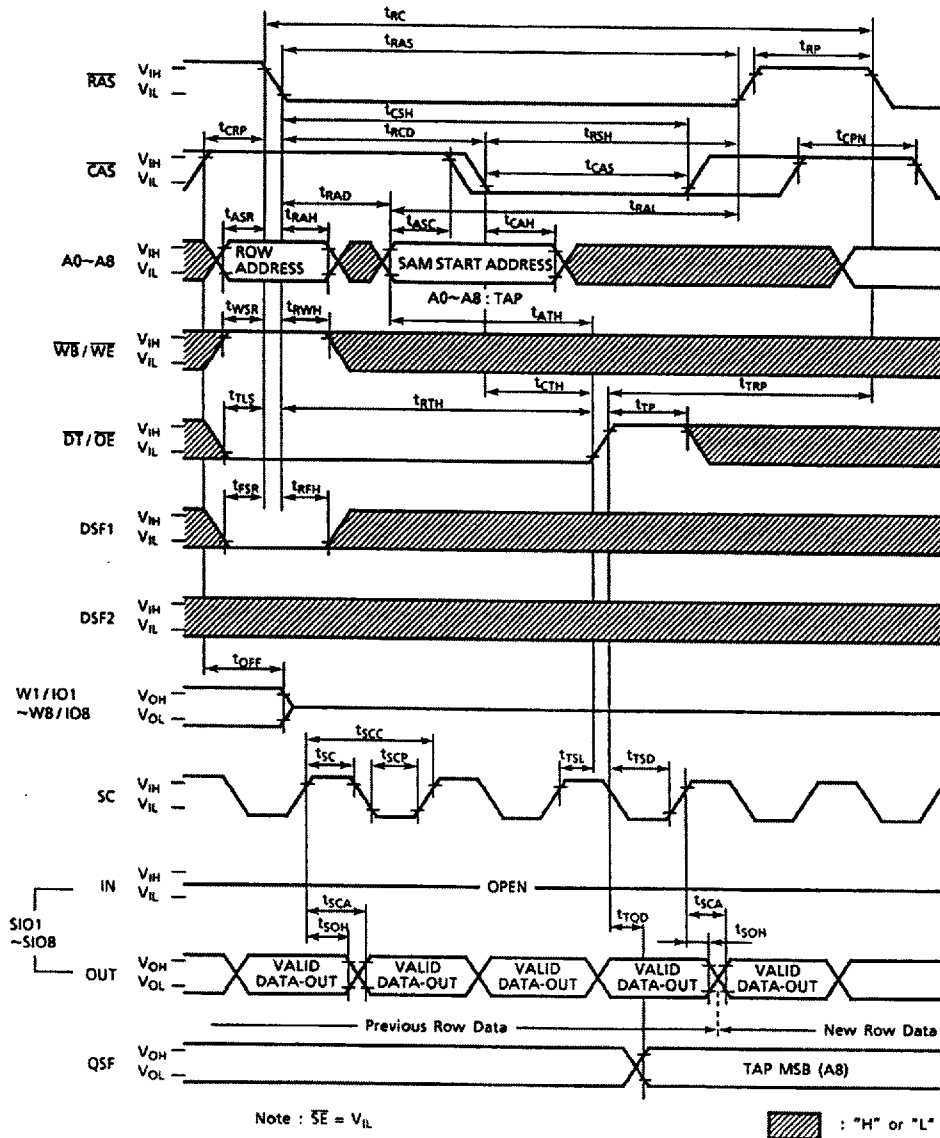 tRC
tRAS
tRP
RAS VIH
VIL
tCSH
tCRP tRCD tRSH tCPN
CAS VIH
VIL
tCAS
tRAD tRAL
tASR tRAH tASC tCAH
A0~A8 VIH
VIL
ROW ADDRESS
SAM START ADDRESS
A0~A8 : TAP
tWSR tRWH tATH
WB/WE VIH
VIL
tCTH tTRP
tTLS tRTH tTP
DT/OE VIH
VIL
tFSR tRFH
DSF1 VIH
VIL
DSF2 VIH
VIL
tOFF
W1/IO1
~W8/IO8
VOH
VOL
tSCC
tSC tSCP tTSL tTSD
SC VIH
VIL
IN VIH
VIL
OPEN
SIO1
~SIO8
tSCA tTQD tSCA
tSOH tSOH
OUT VOH
VOL
VALID DATA-OUT VALID DATA-OUT VALID DATA-OUT VALID DATA-OUT VALID DATA-OUT
Previous Row Data New Row Data
QSF VOH
VOL
TAP MSB (A8)
Note : SE = VIL
: "H" or "L"